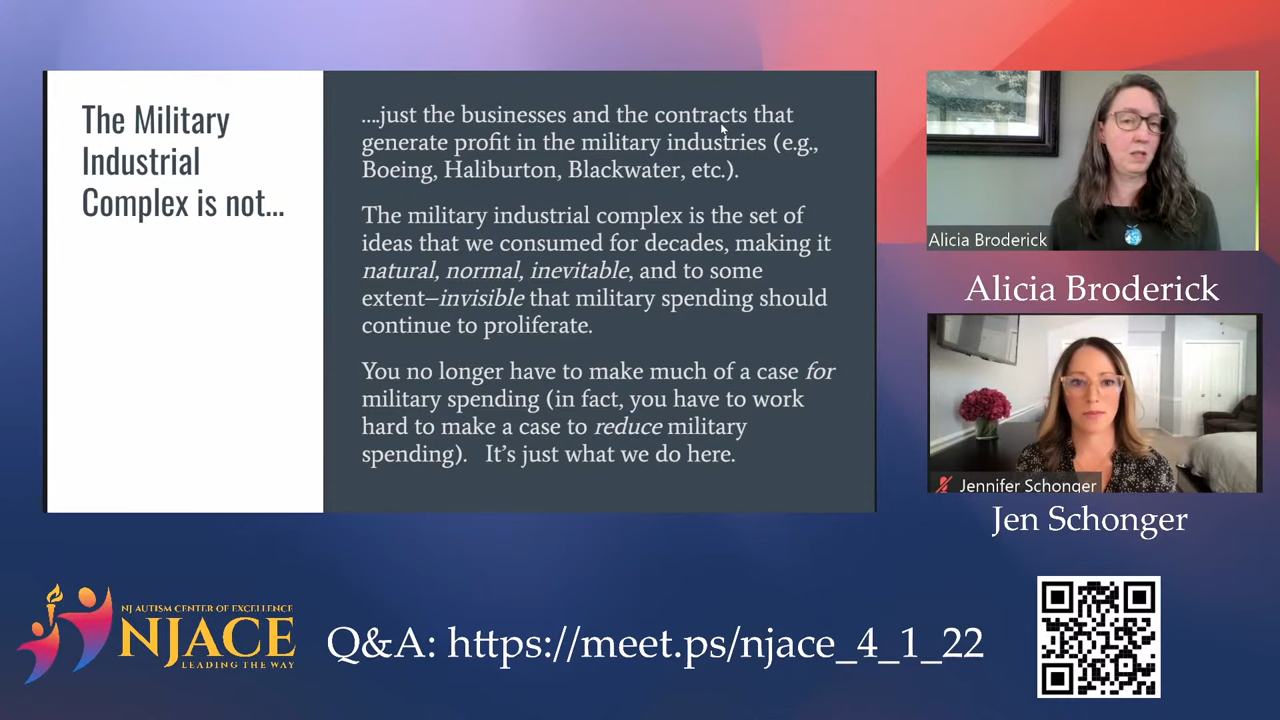 The Military
Industrial
Complex is not...
....just the businesses and the contracts that
generate profit in the military industries (e.g.,
Boeing, Haliburton, Blackwater, etc.).
The military industrial complex is the set of
ideas that we consumed for decades, making it
natural, normal, inevitable, and to some
extent—invisible that military spending should
continue to proliferate.
You no longer have to make much of a case for
military spending (in fact, you have to work
hard to make a case to reduce military
spending). It's just what we do here.
Alicia Broderick
Alicia Broderick
Jennifer Schonger
Jen Schonger
NJ AUTISM CENTER OF EXCELLENCE
NJACE
LEADING THE WAY
Q&A: https://meet.ps/njace_4_1_22